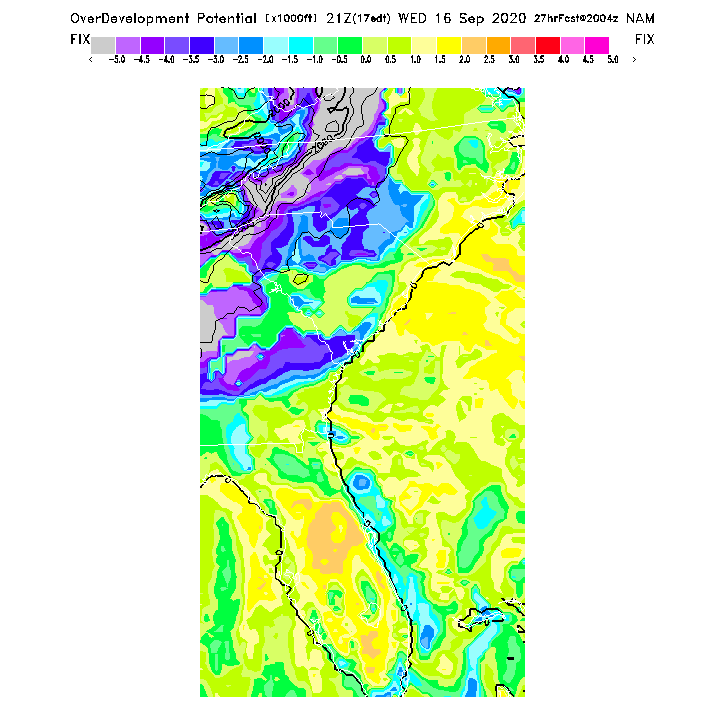 OverDevelopment Potential [x1000ft] 21Z(17edt) WED 16 Sep 2020 27hrFcst@2004z NAM
FIX FIX
< -5.0 -4.5 -4.0 -3.5 -3.0 -2.5 -2.0 -1.5 -1.0 -0.5 0.0 0.5 1.0 1.5 2.0 2.5 3.0 3.5 4.0 4.5 5.0 >